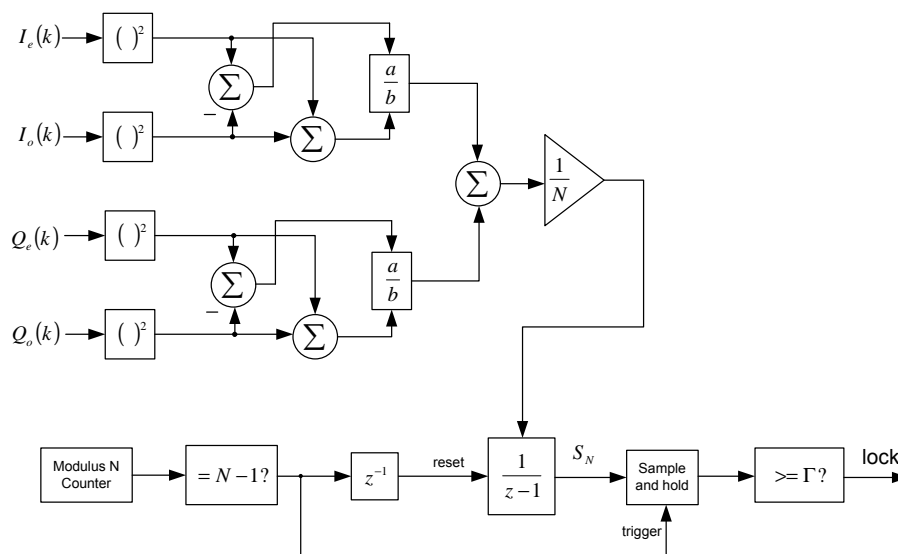 I_e(k)
( )^2
Σ
−
a/b
I_o(k)
( )^2
Σ
Σ
1/N
Q_e(k)
( )^2
Σ
−
a/b
Q_o(k)
( )^2
Σ
Modulus N
Counter
= N − 1?
z^{-1}
reset
1/(z − 1)
S_N
Sample
and hold
trigger
>= Γ?
lock